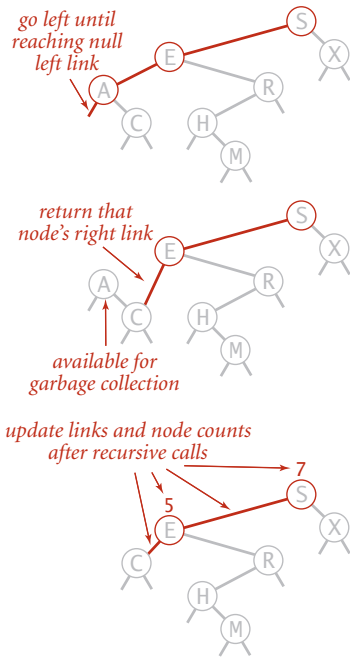 go left until
reaching null
left link
S
X
E
A
R
C
H
M
return that
node's right link
S
X
E
A
R
C
H
M
available for
garbage collection
update links and node counts
after recursive calls
7
5
S
X
E
C
R
H
M